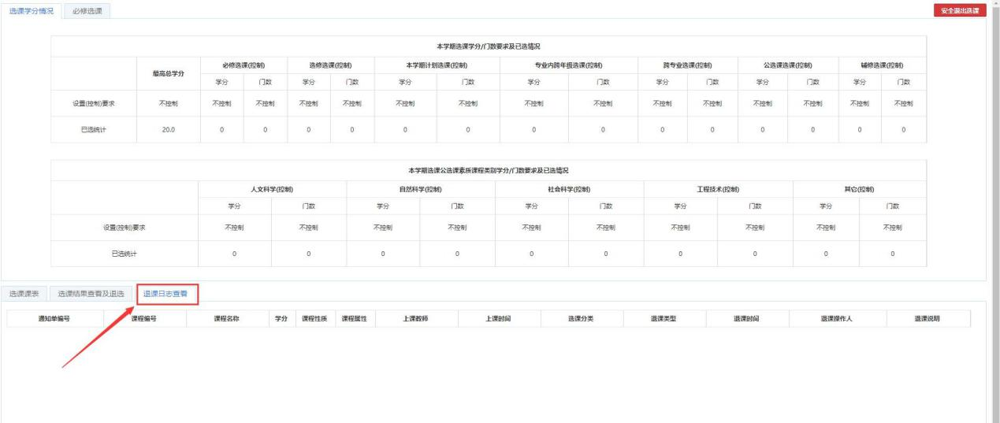 选课学分情况 必修选课 安全退出选课
本学期选课学分/门数要求及已选情况
最高总学分 必修选课(控制) 选修选课(控制) 本学期计划选课(控制) 专业内跨年级选课(控制) 跨专业选课(控制) 公选课选课(控制) 辅修选课(控制)
学分 门数 学分 门数 学分 门数 学分 门数 学分 门数 学分 门数 学分 门数
设置(控制)要求 不控制 不控制 不控制 不控制 不控制 不控制 不控制 不控制 不控制 不控制 不控制 不控制 不控制 不控制 不控制
已选统计 20.0 0 0 0 0 0 0 0 0 0 0 0 0 0 0
本学期选课公选课素质课程类别学分/门数要求及已选情况
人文科学(控制) 自然科学(控制) 社会科学(控制) 工程技术(控制) 其它(控制)
学分 门数 学分 门数 学分 门数 学分 门数 学分 门数
设置(控制)要求 不控制 不控制 不控制 不控制 不控制 不控制 不控制 不控制 不控制 不控制
已选统计 0 0 0 0 0 0 0 0 0 0
选课课表 选课结果查看及退选 退课日志查看
通知单编号 课程编号 课程名称 学分 课程性质 课程属性 上课教师 上课时间 选课分类 退课类型 退课时间 退课操作人 退课说明